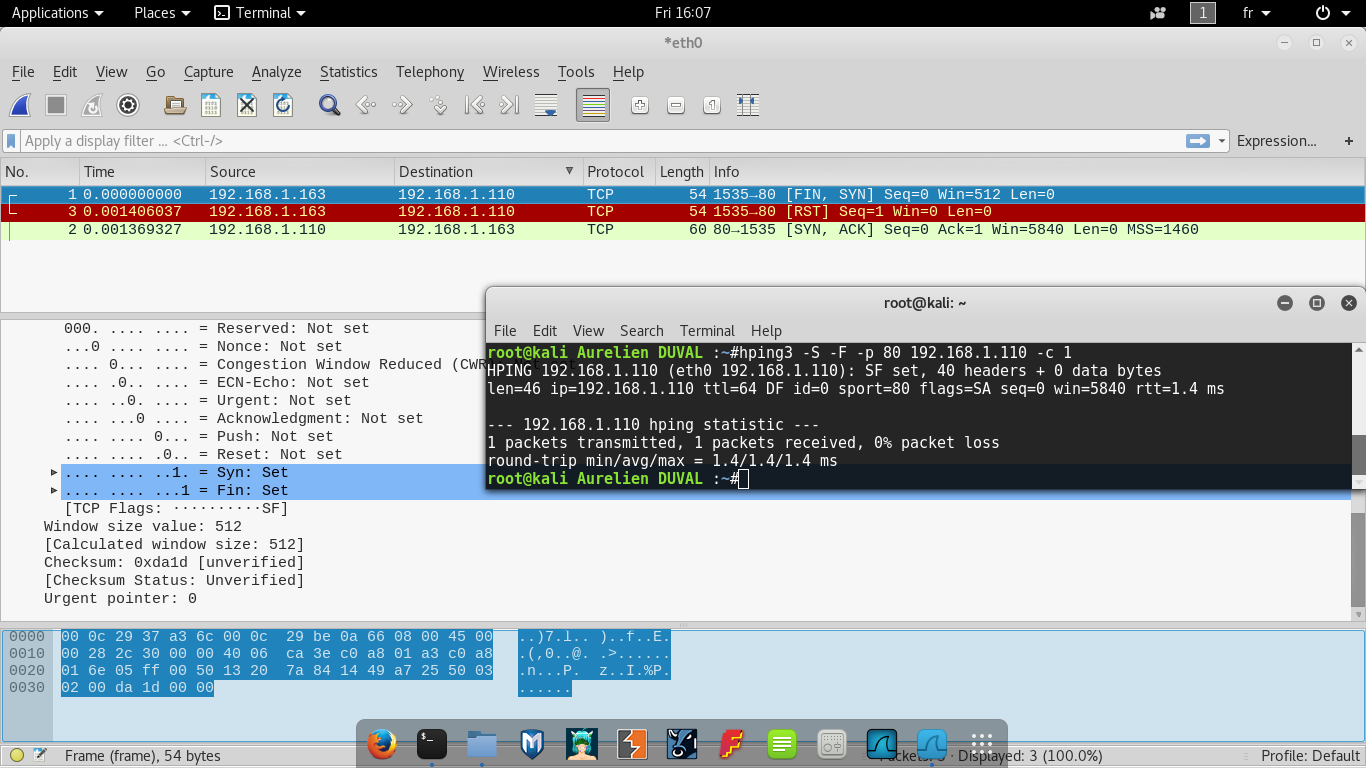 Applications Places Terminal Fri 16:07 1 fr
*eth0
File Edit View Go Capture Analyze Statistics Telephony Wireless Tools Help
Apply a display filter ... <Ctrl-/> Expression... +
No. Time Source Destination Protocol Length Info
1 0.000000000 192.168.1.163 192.168.1.110 TCP 54 1535→80 [FIN, SYN] Seq=0 Win=512 Len=0
3 0.001406037 192.168.1.163 192.168.1.110 TCP 54 1535→80 [RST] Seq=1 Win=0 Len=0
2 0.001369327 192.168.1.110 192.168.1.163 TCP 60 80→1535 [SYN, ACK] Seq=0 Ack=1 Win=5840 Len=0 MSS=1460
000. .... .... = Reserved: Not set
...0 .... .... = Nonce: Not set
.... 0... .... = Congestion Window Reduced (CWR)
.... .0.. .... = ECN-Echo: Not set
.... ..0. .... = Urgent: Not set
.... ...0 .... = Acknowledgment: Not set
.... .... 0... = Push: Not set
.... .... .0.. = Reset: Not set
.... .... ..1. = Syn: Set
.... .... ...1 = Fin: Set
[TCP Flags: ··········SF]
Window size value: 512
[Calculated window size: 512]
Checksum: 0xda1d [unverified]
[Checksum Status: Unverified]
Urgent pointer: 0
root@kali: ~
File Edit View Search Terminal Help
root@kali Aurelien DUVAL :~#hping3 -S -F -p 80 192.168.1.110 -c 1
HPING 192.168.1.110 (eth0 192.168.1.110): SF set, 40 headers + 0 data bytes
len=46 ip=192.168.1.110 ttl=64 DF id=0 sport=80 flags=SA seq=0 win=5840 rtt=1.4 ms
--- 192.168.1.110 hping statistic ---
1 packets transmitted, 1 packets received, 0% packet loss
round-trip min/avg/max = 1.4/1.4/1.4 ms
root@kali Aurelien DUVAL :~#
0000 00 0c 29 37 a3 6c 00 0c 29 be 0a 66 08 00 45 00 ..)7.l.. )..f..E.
0010 00 28 2c 30 00 00 40 06 ca 3e c0 a8 01 a3 c0 a8 .(,0..@. .>......
0020 01 6e 05 ff 00 50 13 20 7a 84 14 49 a7 25 50 03 .n...P.  z..I.%P.
0030 02 00 da 1d 00 00 ......
Frame (frame), 54 bytes Packets: 3 · Displayed: 3 (100.0%) Profile: Default